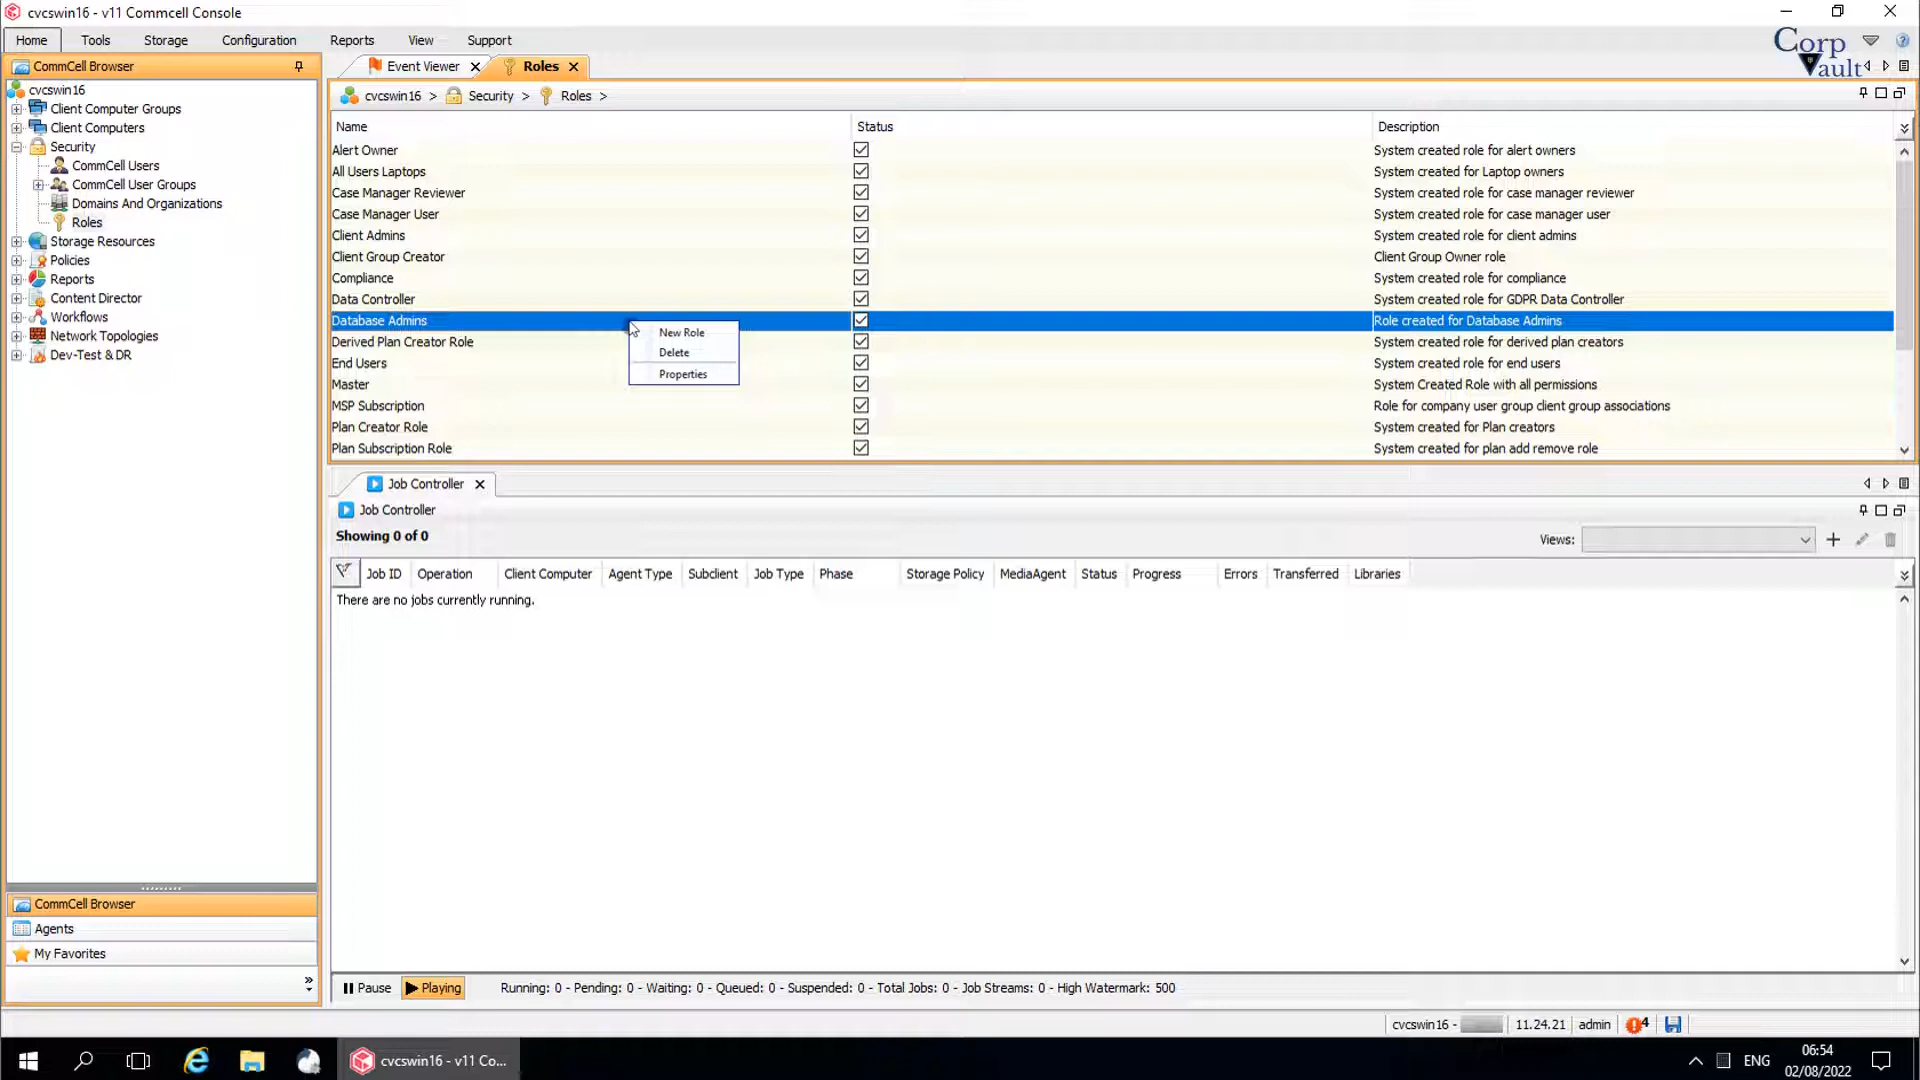 cvcswin16 - v11 Commcell Console
Home Tools Storage Configuration Reports View Support
Corp Vault
CommCell Browser
cvcswin16
Client Computer Groups
Client Computers
Security
CommCell Users
CommCell User Groups
Domains And Organizations
Roles
Storage Resources
Policies
Reports
Content Director
Workflows
Network Topologies
Dev-Test & DR
CommCell Browser
Agents
My Favorites
Event Viewer Roles
cvcswin16 > Security > Roles >
Name Status Description
Alert Owner System created role for alert owners
All Users Laptops System created for Laptop owners
Case Manager Reviewer System created role for case manager reviewer
Case Manager User System created role for case manager user
Client Admins System created role for client admins
Client Group Creator Client Group Owner role
Compliance System created role for compliance
Data Controller System created role for GDPR Data Controller
Database Admins Role created for Database Admins
Derived Plan Creator Role System created role for derived plan creators
End Users System created role for end users
Master System Created Role with all permissions
MSP Subscription Role for company user group client group associations
Plan Creator Role System created for Plan creators
Plan Subscription Role System created for plan add remove role
New Role
Delete
Properties
Job Controller
Job Controller
Showing 0 of 0 Views:
Job ID Operation Client Computer Agent Type Subclient Job Type Phase Storage Policy MediaAgent Status Progress Errors Transferred Libraries
There are no jobs currently running.
Pause Playing Running: 0 - Pending: 0 - Waiting: 0 - Queued: 0 - Suspended: 0 - Total Jobs: 0 - Job Streams: 0 - High Watermark: 500
cvcswin16 - 11.24.21 admin 4
cvcswin16 - v11 Co... ENG 06:54
02/08/2022